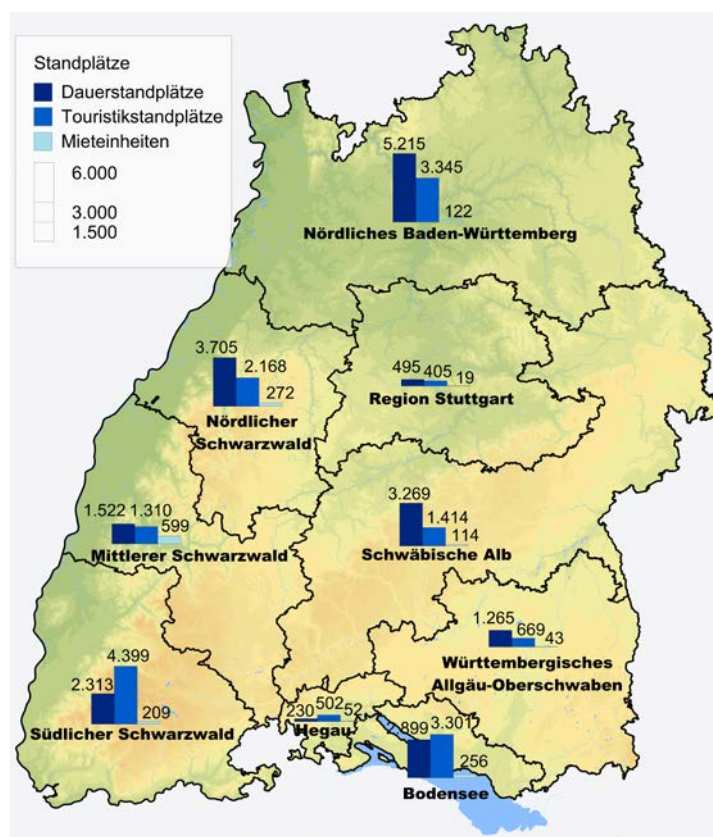 Standplätze
Dauerstandplätze
Touristikstandplätze
Mieteinheiten
6.000
3.000
1.500
5.215
3.345
122
Nördliches Baden-Württemberg
3.705
2.168
272
Nördlicher
Schwarzwald
495 405 19
Region Stuttgart
1.522 1.310
599
Mittlerer Schwarzwald
3.269
1.414
114
Schwäbische Alb
1.265
669
43
Württembergisches
Allgäu-Oberschwaben
4.399
2.313
209
Südlicher Schwarzwald
230 502 52
Hegau
899 3.301
256
Bodensee